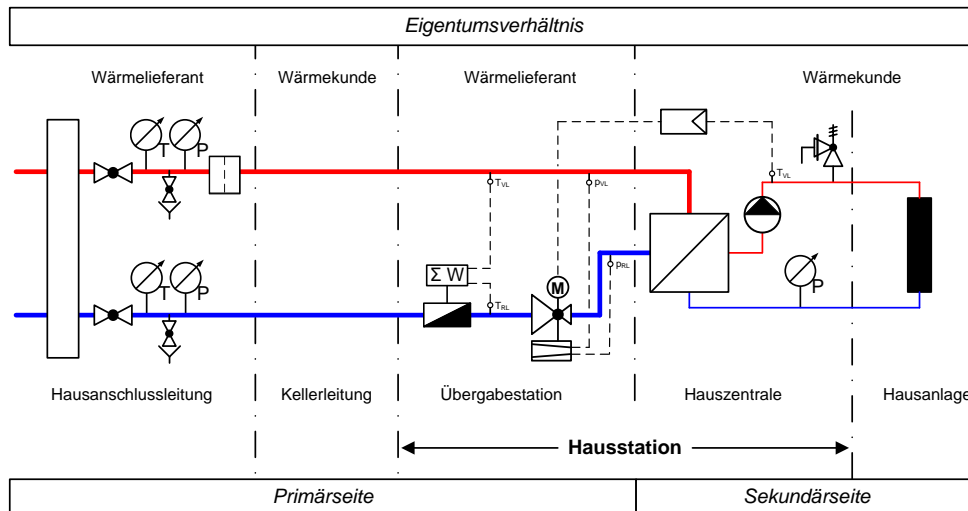 Eigentumsverhältnis
Wärmelieferant Wärmekunde Wärmelieferant Wärmekunde
T P
TVL pVL TVL
pRL
Σ W M
T P TRL P
Hausanschlussleitung Kellerleitung Übergabestation Hauszentrale Hausanlage
Hausstation
Primärseite Sekundärseite